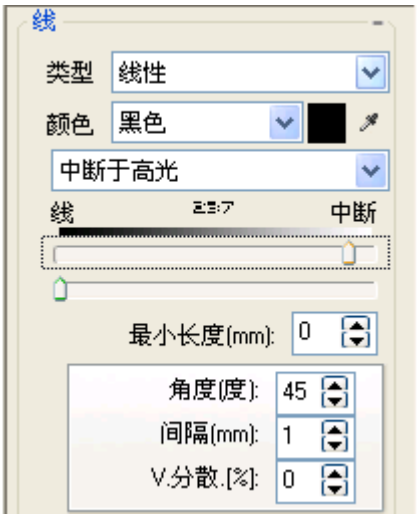 线
类型 线性
颜色 黑色
中断于高光
线 237 中断
最小长度(mm): 0
角度(度): 45
间隔(mm): 1
V.分散.[%]: 0